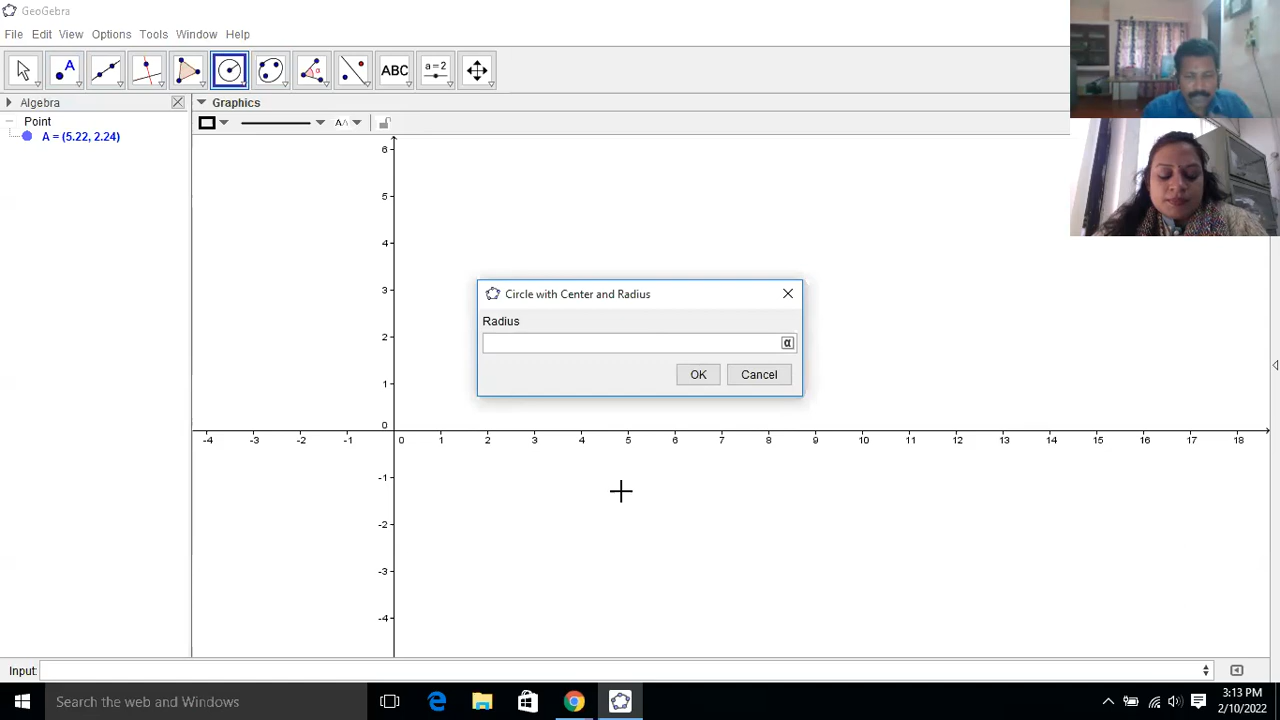 GeoGebra
File Edit View Options Tools Window Help
A α ABC a=2
Algebra Graphics
Point
A = (5.22, 2.24)
AA
6
5
4
3
2
1
0
-4 -3 -2 -1 0 1 2 3 4 5 6 7 8 9 10 11 12 13 14 15 16 17 18
-1
-2
-3
-4
Circle with Center and Radius
Radius
α
OK Cancel
Input:
Search the web and Windows
3:13 PM
2/10/2022